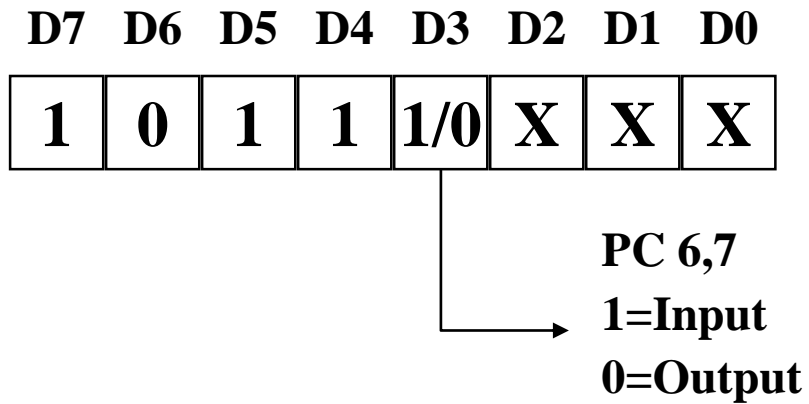 D7 D6 D5 D4 D3 D2 D1 D0
1 0 1 1 1/0 X X X
PC 6,7
1=Input
0=Output